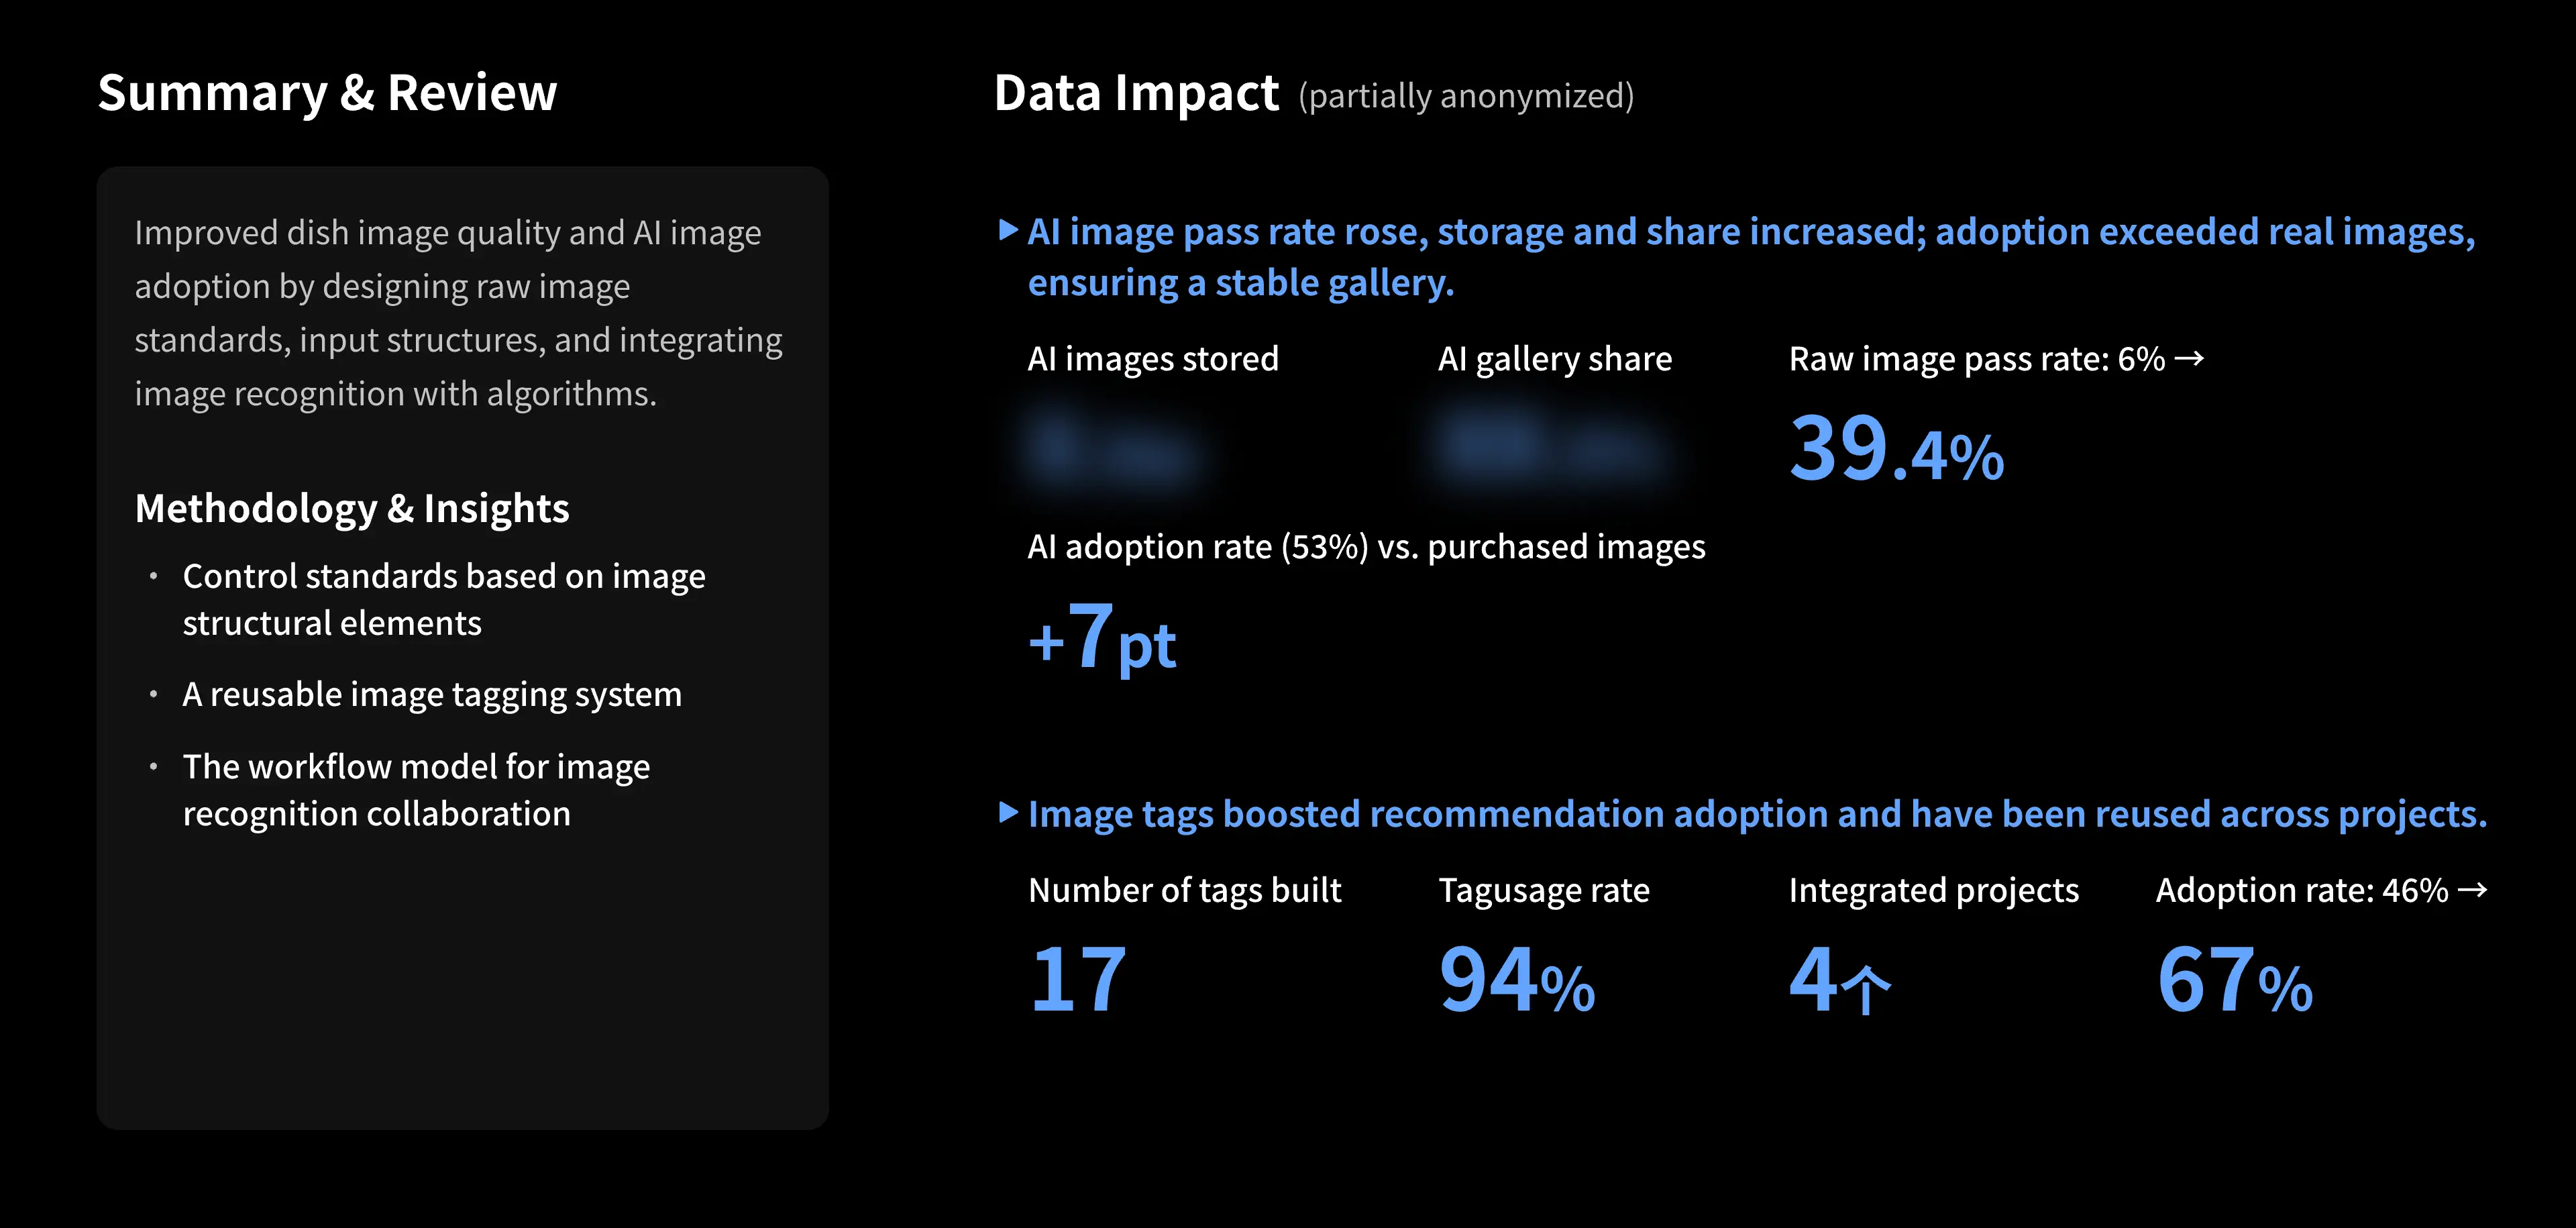 Summary & Review
Improved dish image quality and AI image
adoption by designing raw image
standards, input structures, and integrating
image recognition with algorithms.
Methodology & Insights
· Control standards based on image
structural elements
· A reusable image tagging system
· The workflow model for image
recognition collaboration
Data Impact (partially anonymized)
▶ AI image pass rate rose, storage and share increased; adoption exceeded real images,
ensuring a stable gallery.
AI images stored
AI gallery share
Raw image pass rate: 6% →
39.4%
AI adoption rate (53%) vs. purchased images
+7pt
▶ Image tags boosted recommendation adoption and have been reused across projects.
Number of tags built
17
Tagusage rate
94%
Integrated projects
4个
Adoption rate: 46% →
67%